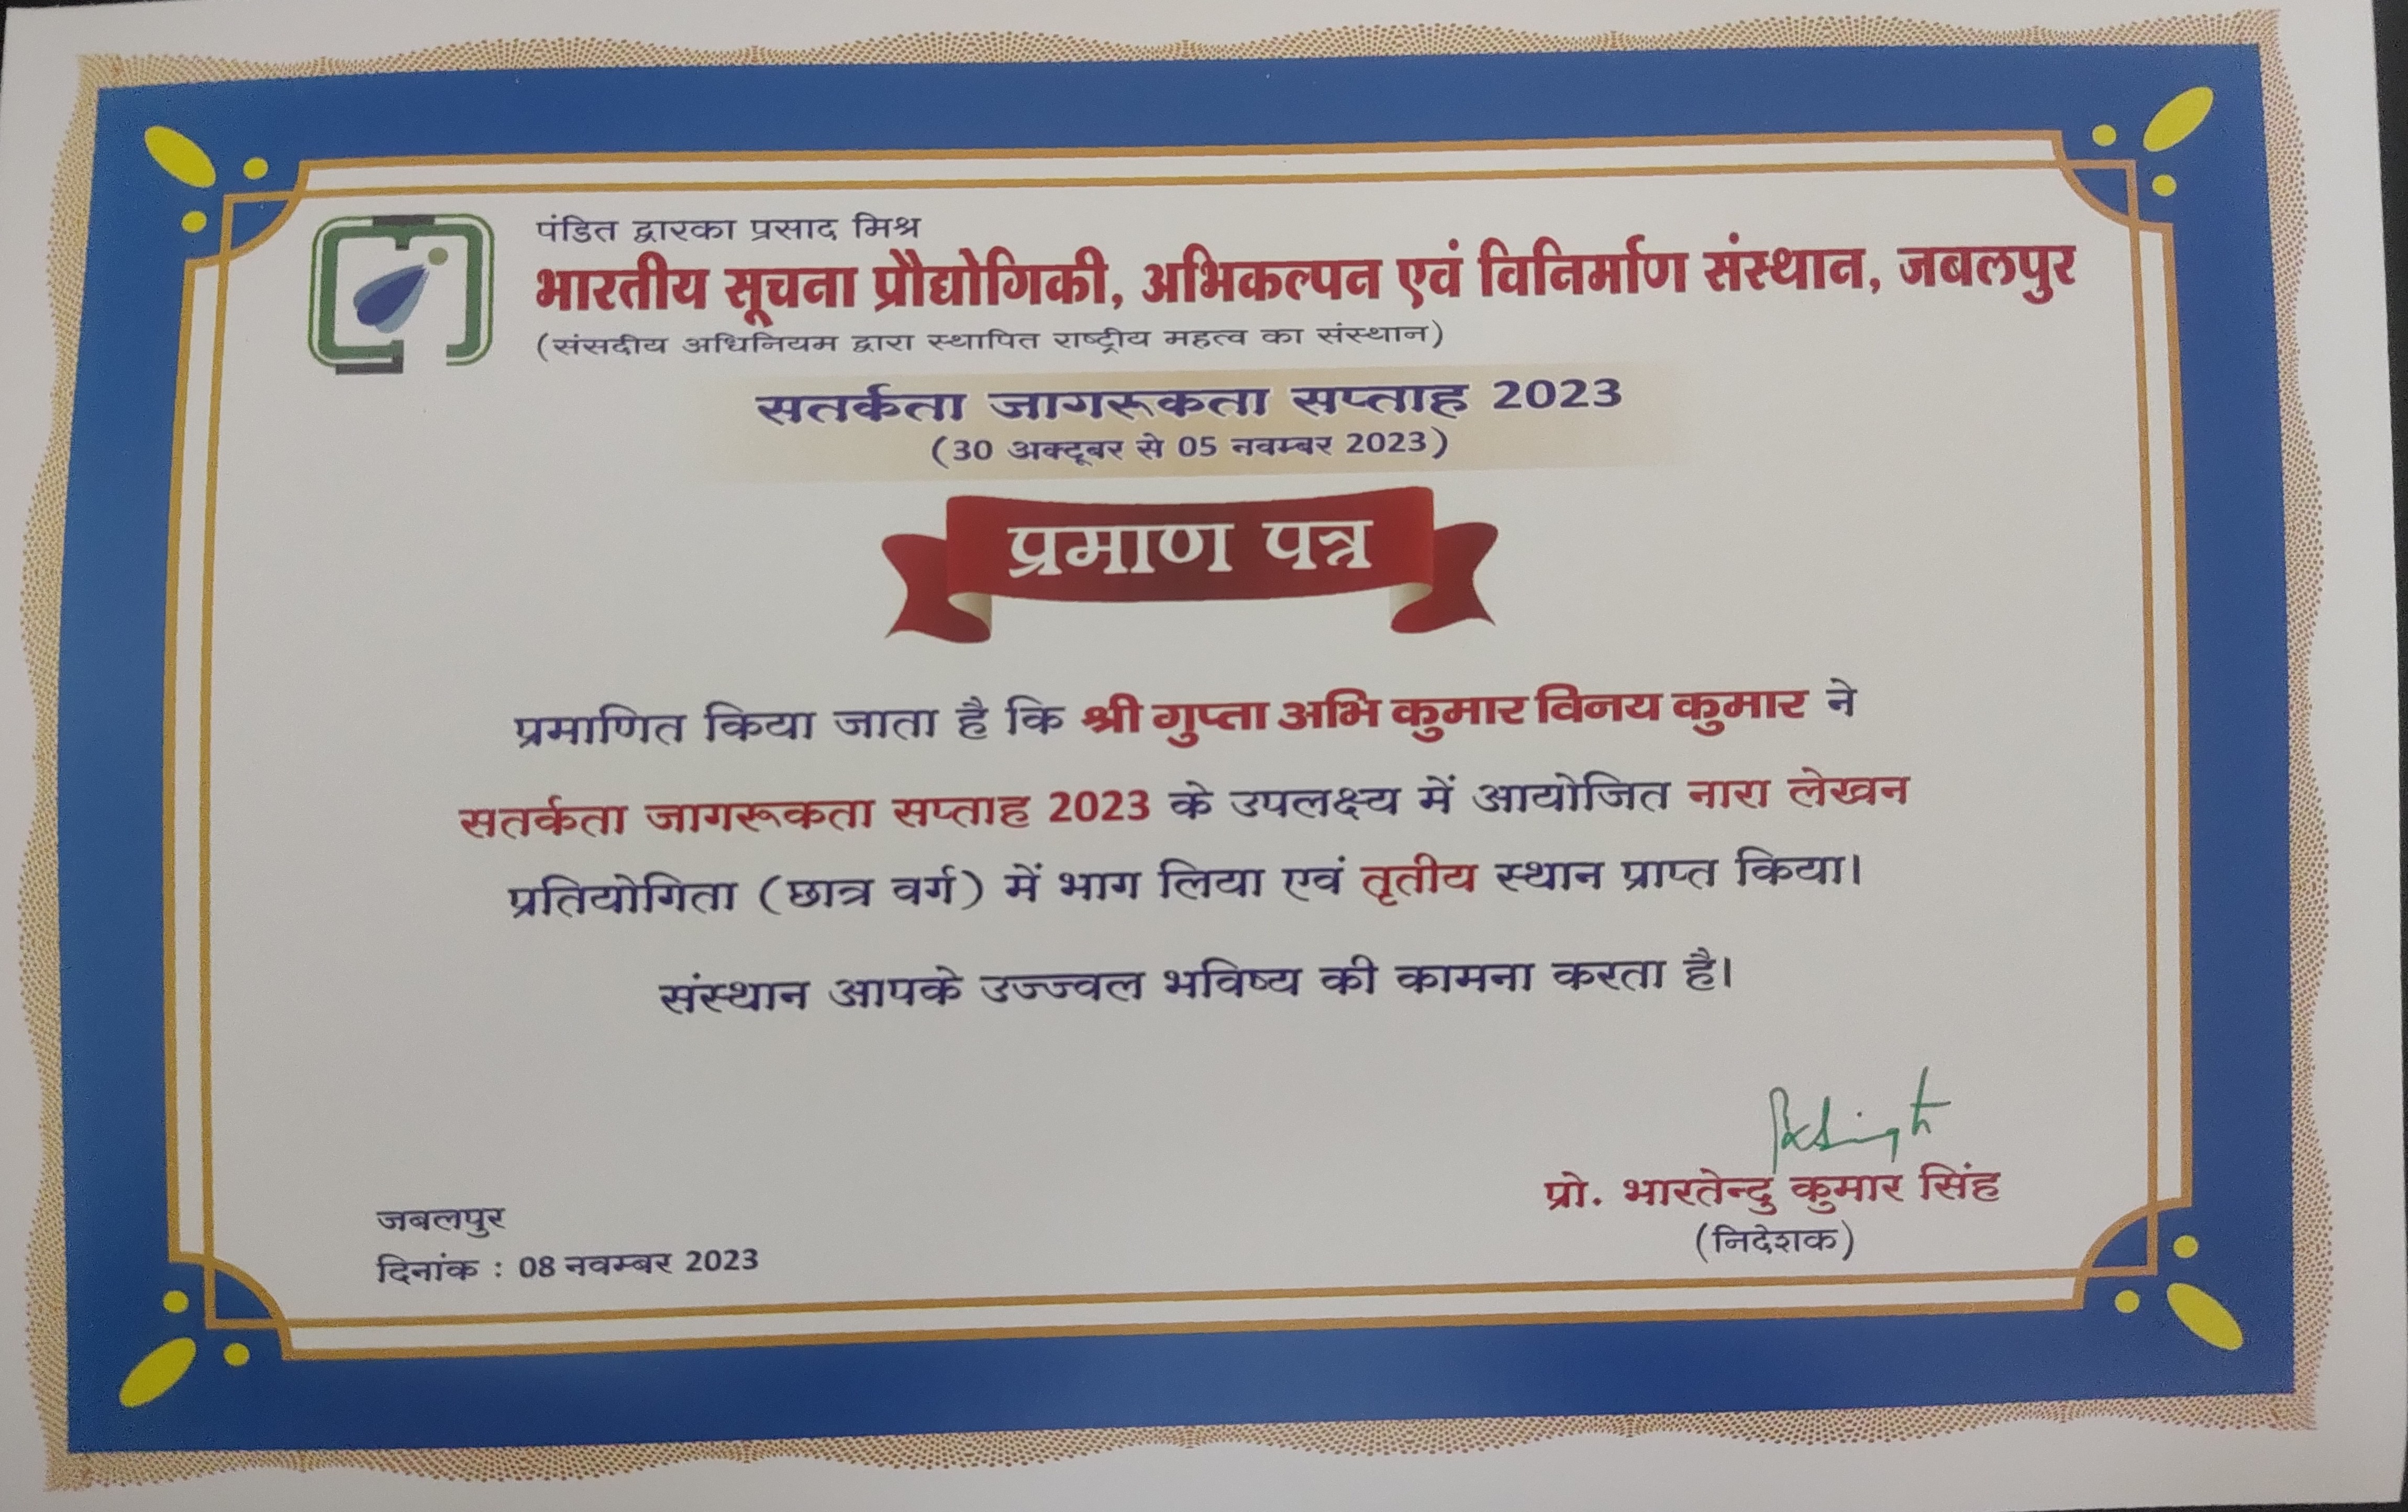 पंडित द्वारका प्रसाद मिश्र
भारतीय सूचना प्रौद्योगिकी, अभिकल्पन एवं विनिर्माण संस्थान, जबलपुर
(संसदीय अधिनियम द्वारा स्थापित राष्ट्रीय महत्व का संस्थान)
सतर्कता जागरूकता सप्ताह 2023
(30 अक्टूबर से 05 नवम्बर 2023)
प्रमाण पत्र
प्रमाणित किया जाता है कि श्री गुप्ता अभि कुमार विनय कुमार ने
सतर्कता जागरूकता सप्ताह 2023 के उपलक्ष्य में आयोजित नारा लेखन
प्रतियोगिता (छात्र वर्ग) में भाग लिया एवं तृतीय स्थान प्राप्त किया।
संस्थान आपके उज्ज्वल भविष्य की कामना करता है।
प्रो. भारतेन्दु कुमार सिंह
(निदेशक)
जबलपुर
दिनांक : 08 नवम्बर 2023